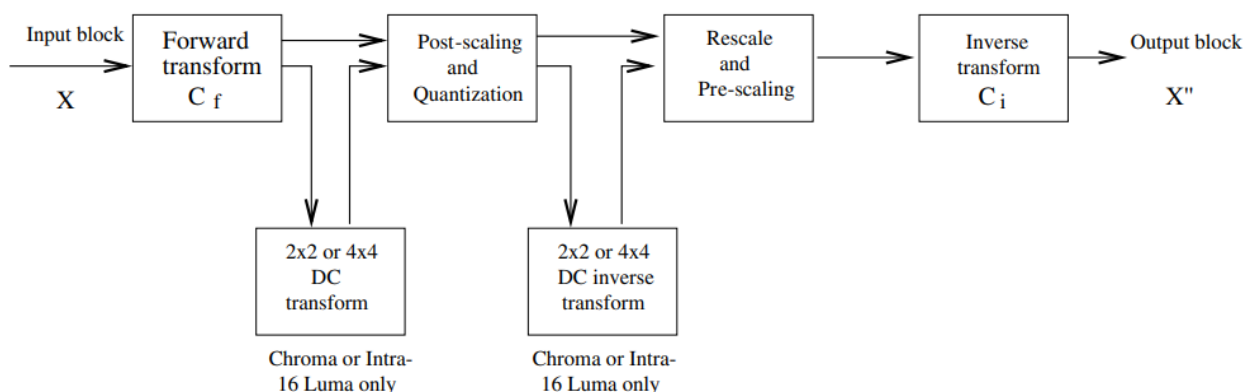 Input block
X
Forward
transform
C f
Post-scaling
and
Quantization
Rescale
and
Pre-scaling
Inverse
transform
C i
Output block
X"
2x2 or 4x4
DC
transform
Chroma or Intra-
16 Luma only
2x2 or 4x4
DC inverse
transform
Chroma or Intra-
16 Luma only